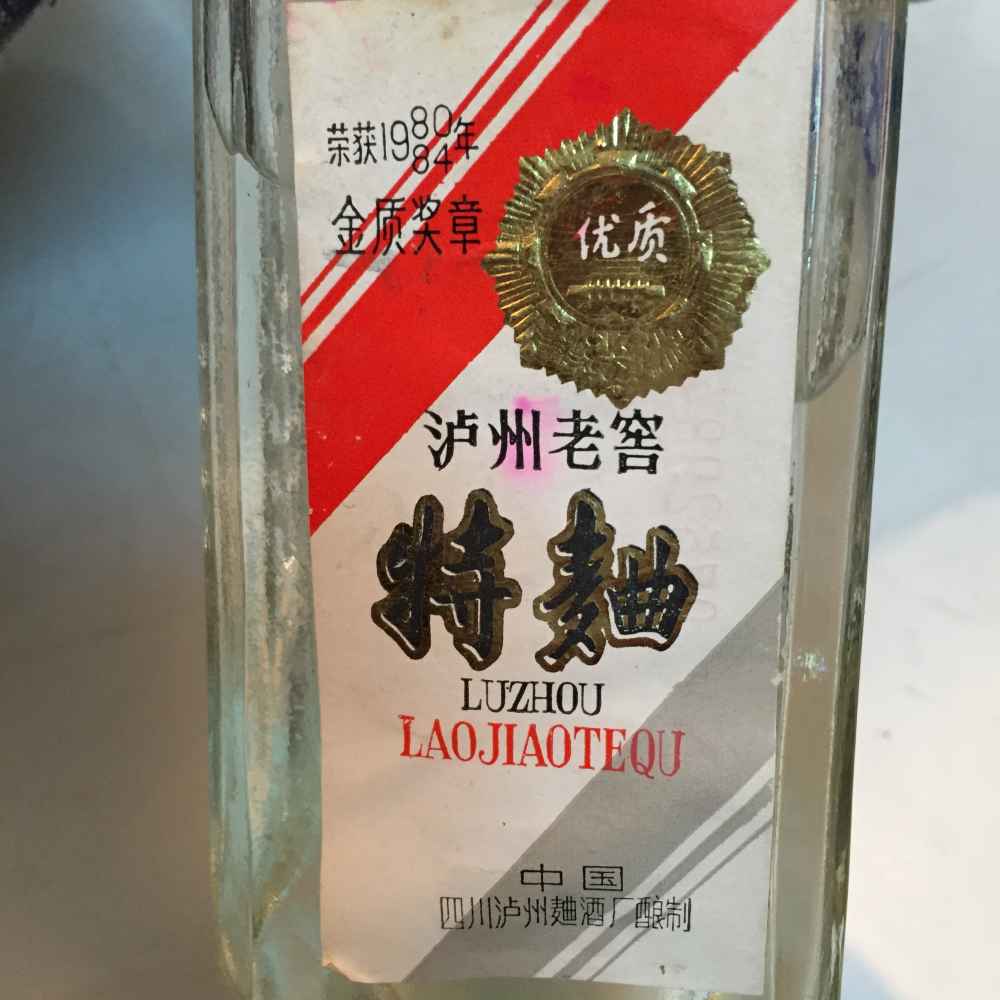 荣获1980 84年
金质奖章
优质
泸州老窖
特麯
LUZHOU
LAOJIAOTEQU
中国
四川泸州麯酒厂酿制